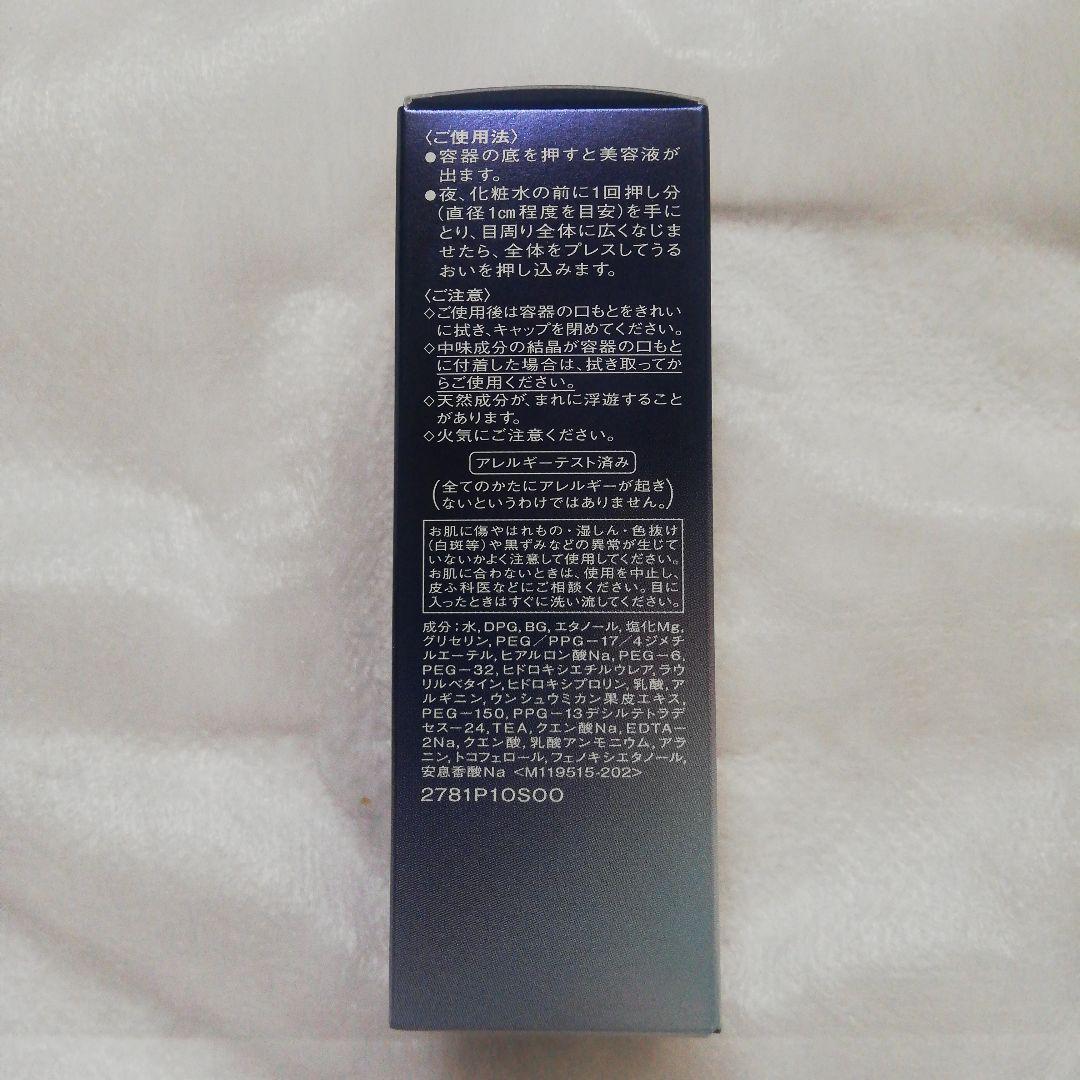 〈ご使用法〉
●容器の底を押すと美容液が
出ます。
●夜、化粧水の前に1回押し分
(直径1cm程度を目安)を手に
とり、目周り全体に広くなじま
せたら、全体をプレスしてうる
おいを押し込みます。
〈ご注意〉
◇ご使用後は容器の口もとをきれい
に拭き、キャップを閉めてください。
◇中味成分の結晶が容器の口もと
に付着した場合は、拭き取ってか
らご使用ください。
◇天然成分が、まれに浮遊すること
があります。
◇火気にご注意ください。
アレルギーテスト済み
(全てのかたにアレルギーが起き
ないというわけではありません。)
お肌に傷やはれもの・湿しん・色抜け
(白斑等)や黒ずみなどの異常が生じて
いないかよく注意して使用してください。
お肌に合わないときは、使用を中止し、
皮ふ科医などにご相談ください。目に
入ったときはすぐに洗い流してください。
成分;水,DPG,BG,エタノール,塩化Mg,
グリセリン,PEG/PPG-17/4ジメチ
ルエーテル,ヒアルロン酸Na,PEG-6,
PEG-32,ヒドロキシエチルウレア,ラウ
リルベタイン,ヒドロキシプロリン,乳酸,ア
ルギニン,ウンシュウミカン果皮エキス,
PEG-150,PPG-13デシルテトラデ
セス-24,TEA,クエン酸Na,EDTA-
2Na,クエン酸,乳酸アンモニウム,アラ
ニン,トコフェロール,フェノキシエタノール,
安息香酸Na <M119515-202>
2781P10SOO